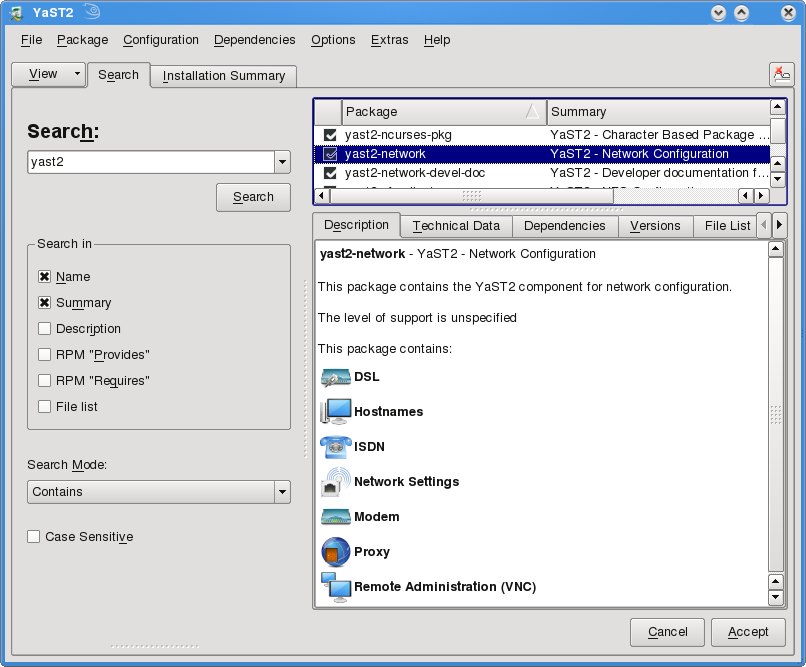 YaST2
File Package Configuration Dependencies Options Extras Help
View Search Installation Summary
Search:
yast2
Search
Search in
Name
Summary
Description
RPM "Provides"
RPM "Requires"
File list
Search Mode:
Contains
Case Sensitive
Package Summary
yast2-ncurses-pkg YaST2 - Character Based Package ...
yast2-network YaST2 - Network Configuration
yast2-network-devel-doc YaST2 - Developer documentation f...
Description Technical Data Dependencies Versions File List
yast2-network - YaST2 - Network Configuration
This package contains the YaST2 component for network configuration.
The level of support is unspecified
This package contains:
DSL
Hostnames
ISDN
Network Settings
Modem
Proxy
Remote Administration (VNC)
Cancel Accept